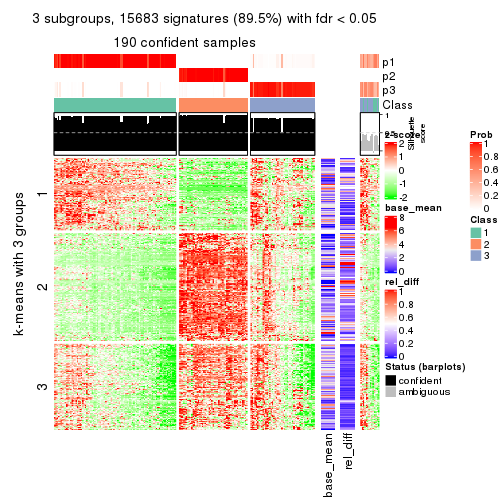 3 subgroups, 15683 signatures (89.5%) with fdr < 0.05
190 confident samples
p1
p2
p3
Class
1
0.5
Silhouette
score
k-means with 3 groups
1
2
3
base_mean
rel_diff
z-score
2
1
0
-1
-2
base_mean
8
6
4
2
0
rel_diff
1
0.8
0.6
0.4
0.2
0
Status (barplots)
confident
ambiguous
Prob
1
0.8
0.6
0.4
0.2
0
Class
1
2
3